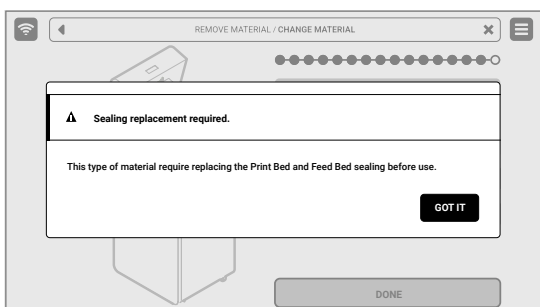 REMOVE MATERIAL / CHANGE MATERIAL
Sealing replacement required.
This type of material require replacing the Print Bed and Feed Bed sealing before use.
GOT IT
DONE